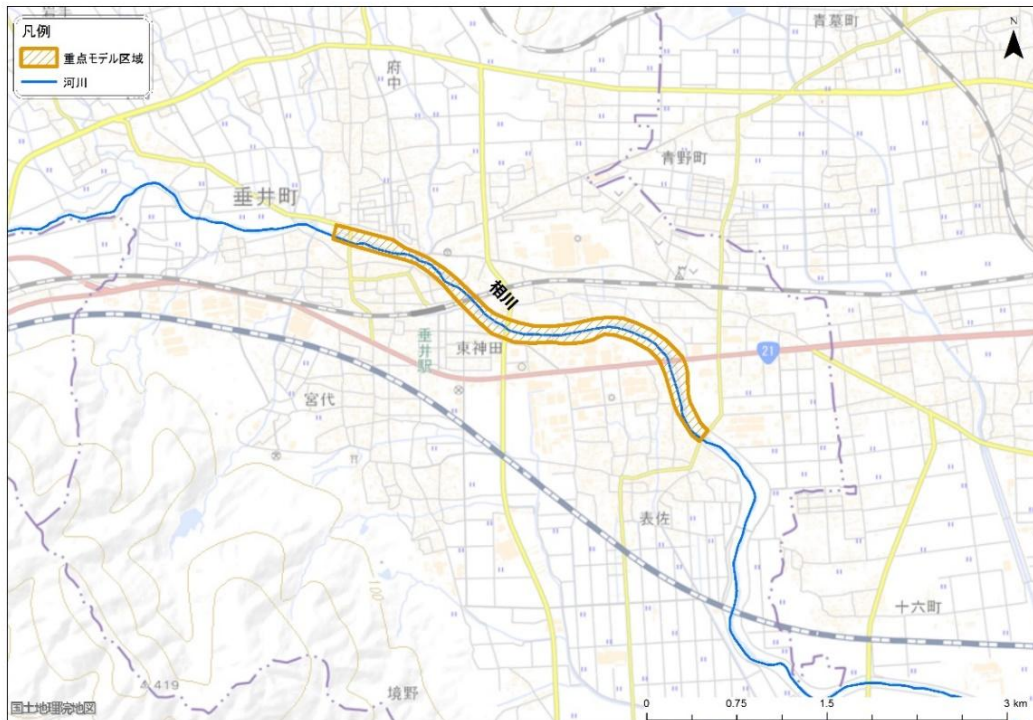 凡例
重点モデル区域
河川
N
青墓町
府中
青野町
垂井町
相川
21
垂井駅
東神田
宮代
表佐
100
十六町
419
境野
国土地理院地図
0 0.75 1.5 3 km